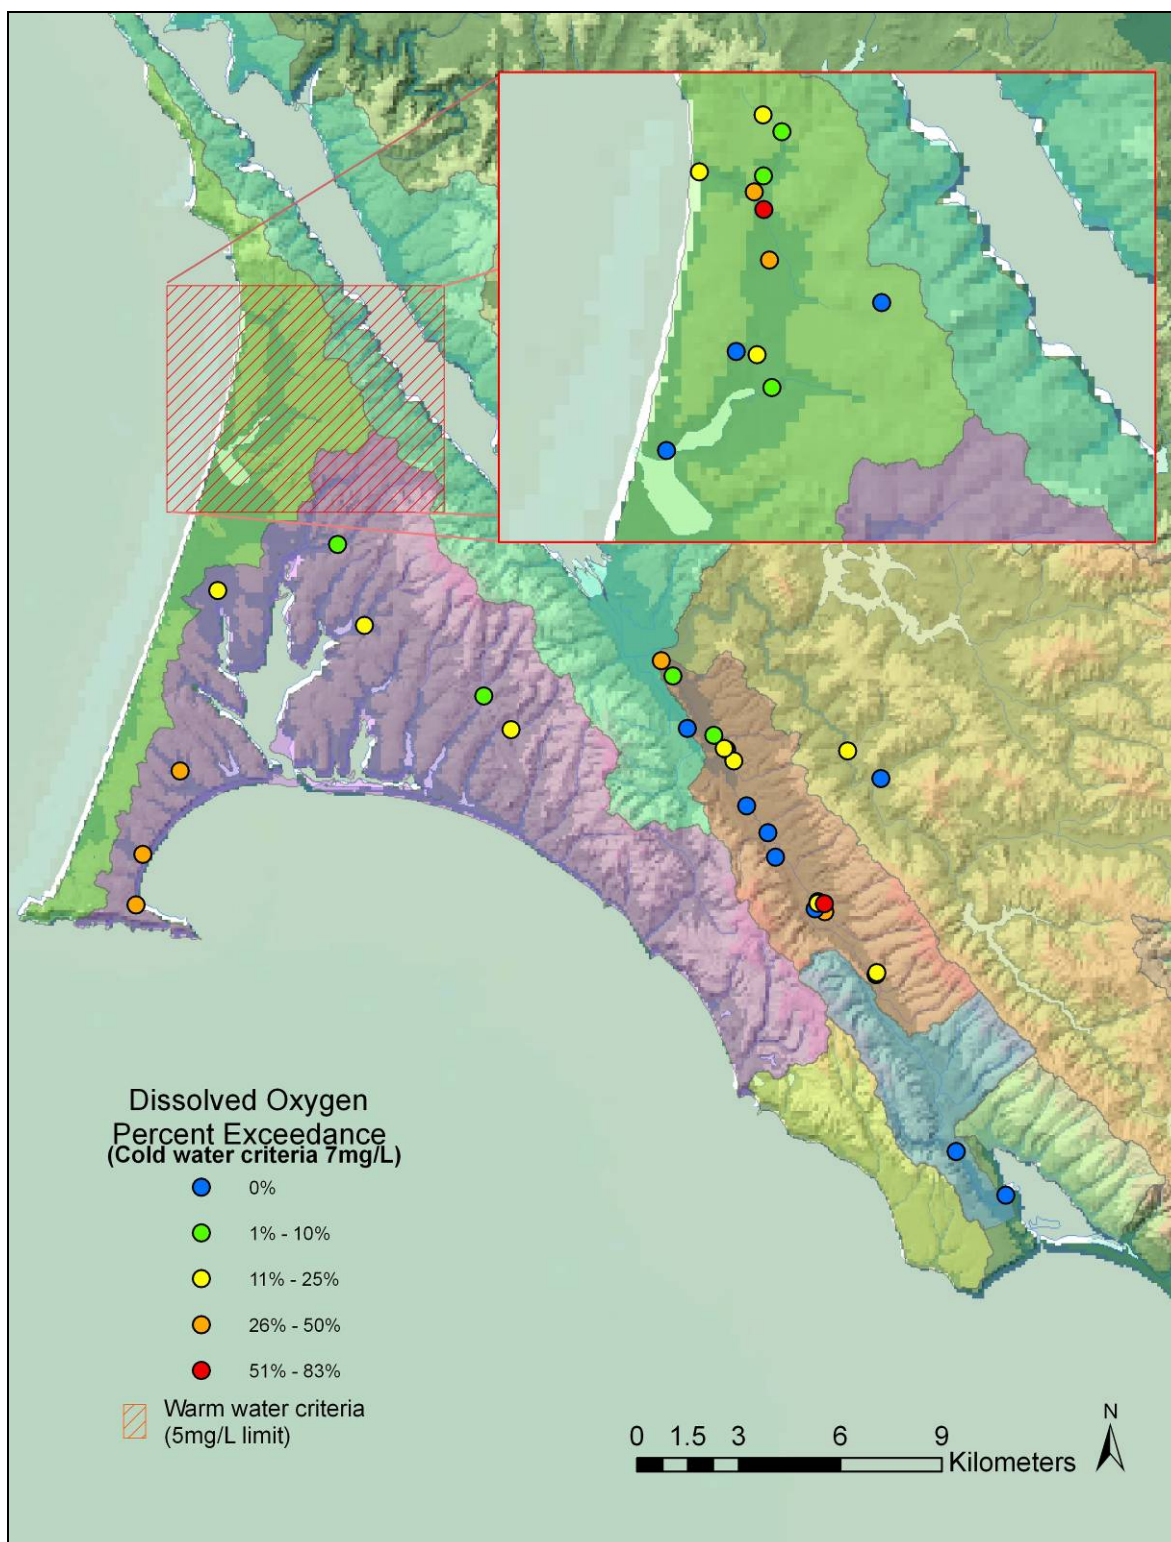 Dissolved Oxygen
Percent Exceedance
(Cold water criteria 7mg/L)
0%
1% - 10%
11% - 25%
26% - 50%
51% - 83%
Warm water criteria
(5mg/L limit)
0 1.5 3 6 9
Kilometers
N